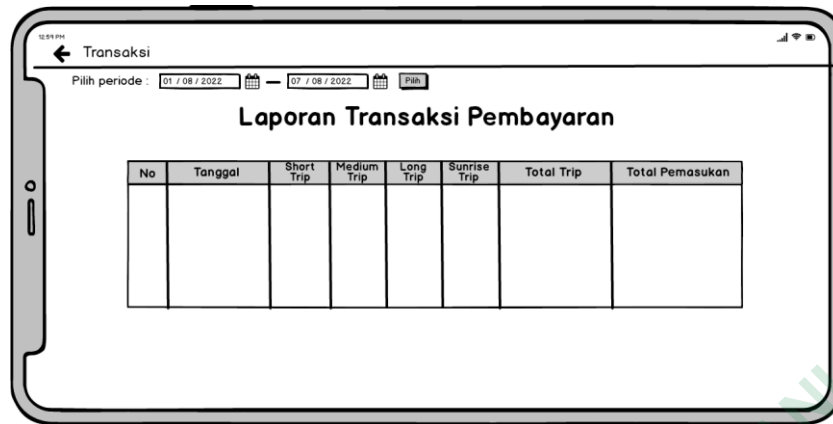 12:59 PM
Transaksi
Pilih periode : 01 / 08 / 2022 07 / 08 / 2022 Pilih
Laporan Transaksi Pembayaran
No Tanggal Short Trip Medium Trip Long Trip Sunrise Trip Total Trip Total Pemasukan